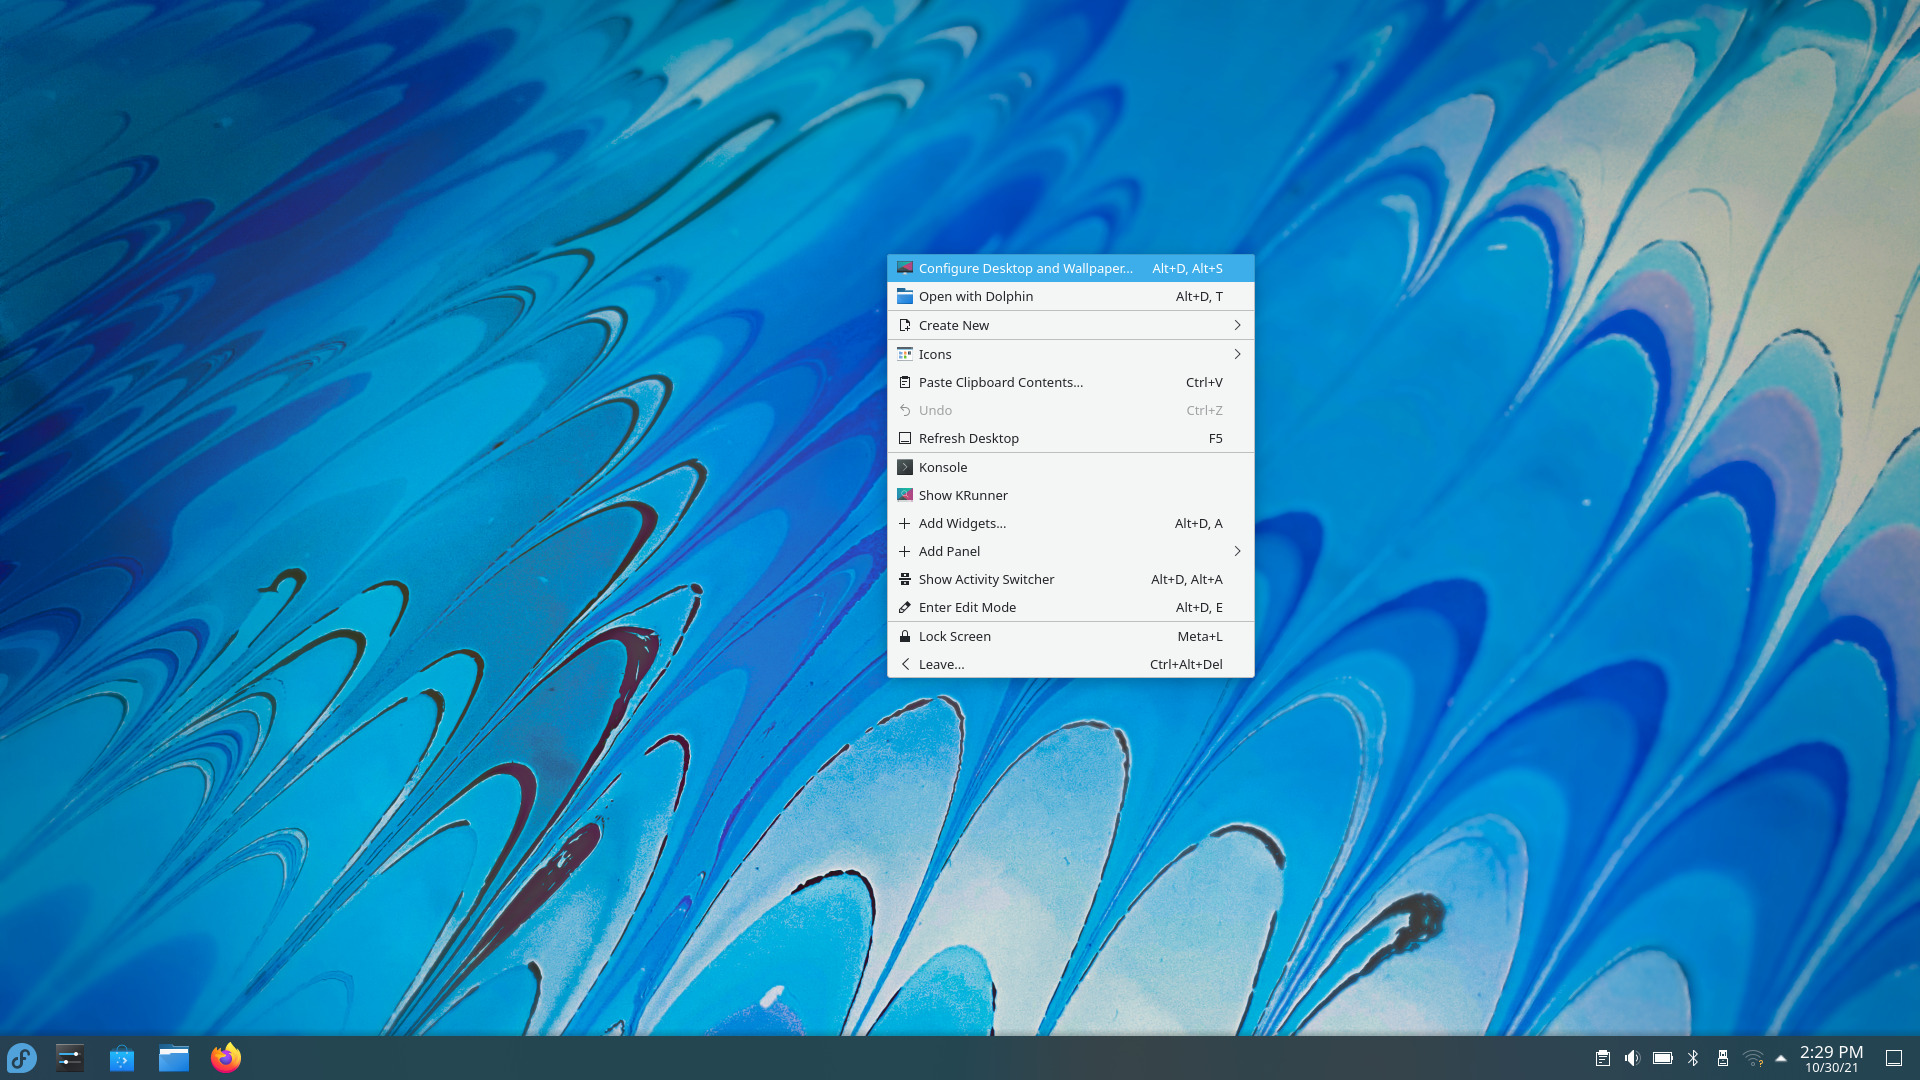 Configure Desktop and Wallpaper... Alt+D, Alt+S
Open with Dolphin Alt+D, T
Create New
Icons
Paste Clipboard Contents... Ctrl+V
Undo Ctrl+Z
Refresh Desktop F5
Konsole
Show KRunner
Add Widgets... Alt+D, A
Add Panel
Show Activity Switcher Alt+D, Alt+A
Enter Edit Mode Alt+D, E
Lock Screen Meta+L
Leave... Ctrl+Alt+Del
2:29 PM
10/30/21